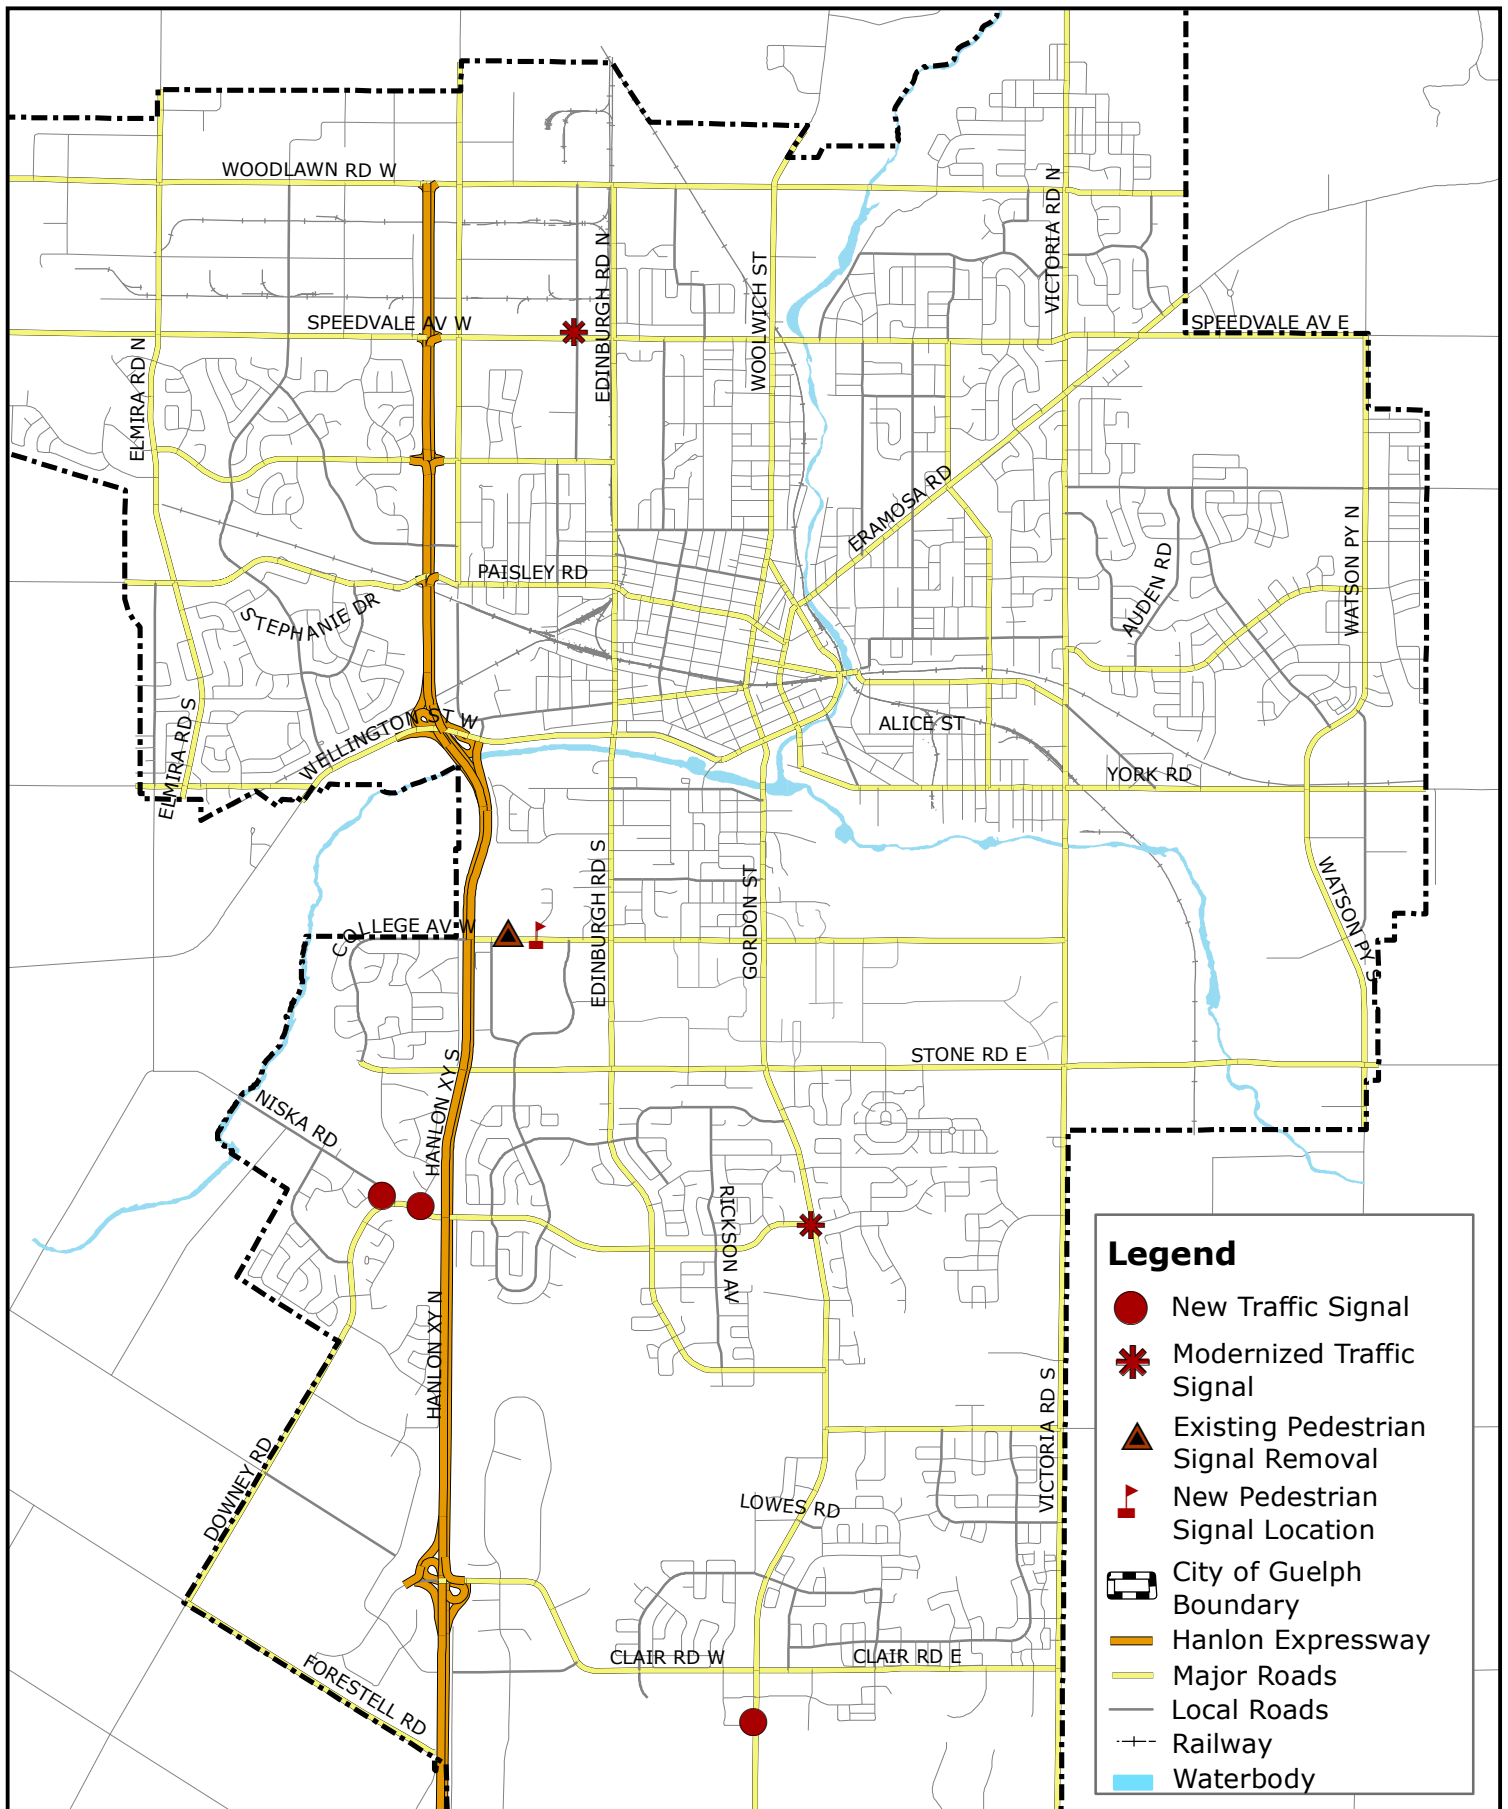 WOODLAWN RD W
VICTORIA RD N
EDINBURGH RD N
WOOLWICH ST
SPEEDVALE AV W
SPEEDVALE AV E
ELMIRA RD N
ERAMOSA RD
WATSON PY N
AUDEN RD
PAISLEY RD
STEPHANIE DR
ELMIRA RD S
WELLINGTON ST W
ALICE ST
YORK RD
EDINBURGH RD S
GORDON ST
WATSON PY S
COLLEGE AV W
STONE RD E
HANLON XY S
NISKA RD
RICKSON AV
HANLON XY N
VICTORIA RD S
DOWNEY RD
LOWES RD
CLAIR RD W
CLAIR RD E
FORESTELL RD
Legend
New Traffic Signal
Modernized Traffic
Signal
Existing Pedestrian
Signal Removal
New Pedestrian
Signal Location
City of Guelph
Boundary
Hanlon Expressway
Major Roads
Local Roads
Railway
Waterbody